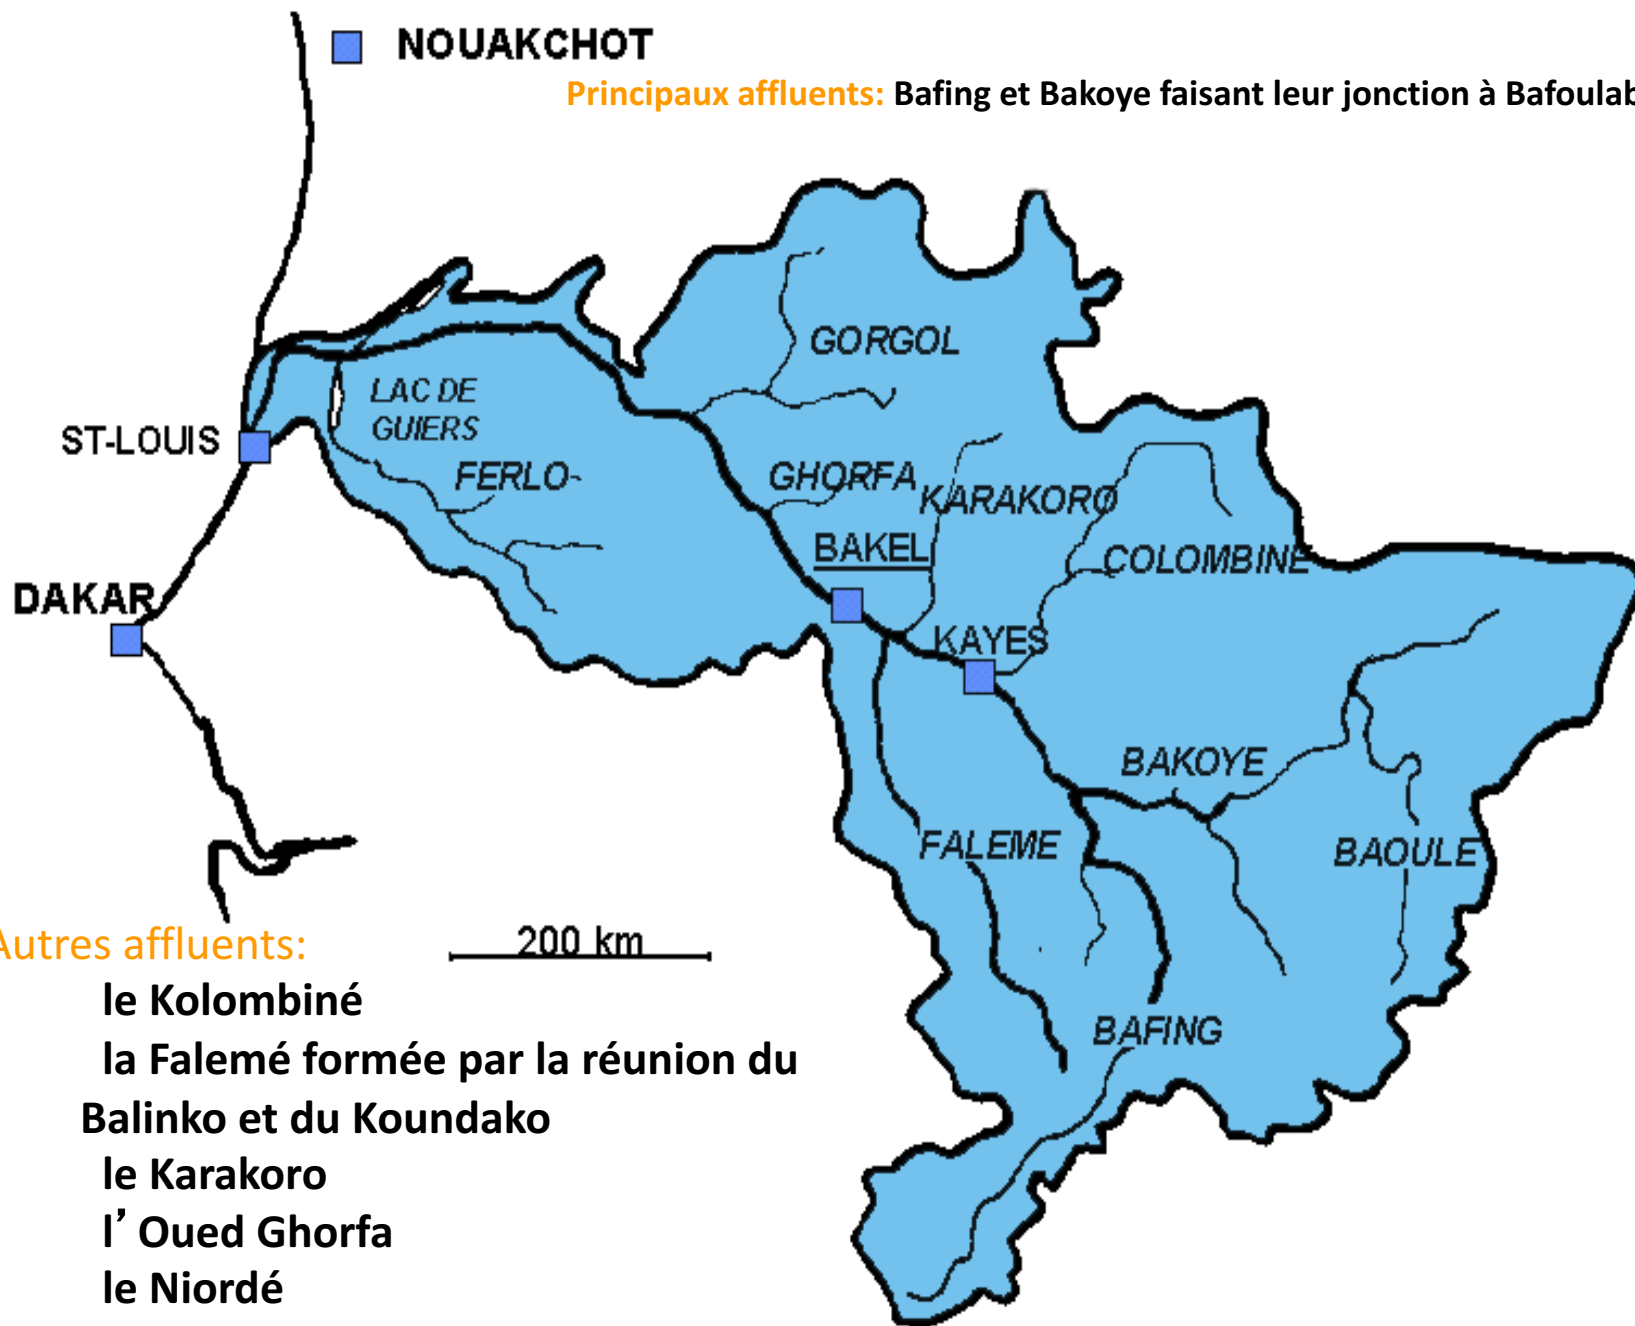 NOUAKCHOT
Principaux affluents: Bafing et Bakoye faisant leur jonction à Bafoulab
GORGOL
LAC DE
GUIERS
ST-LOUIS
FERLO-
GHORFA
KARAKORO
BAKEL
COLOMBINE
DAKAR
KAYES
BAKOYE
FALEME
BAOULE
200 km
BAFING
Autres affluents:
le Kolombiné
la Falemé formée par la réunion du
Balinko et du Koundako
le Karakoro
l’ Oued Ghorfa
le Niordé